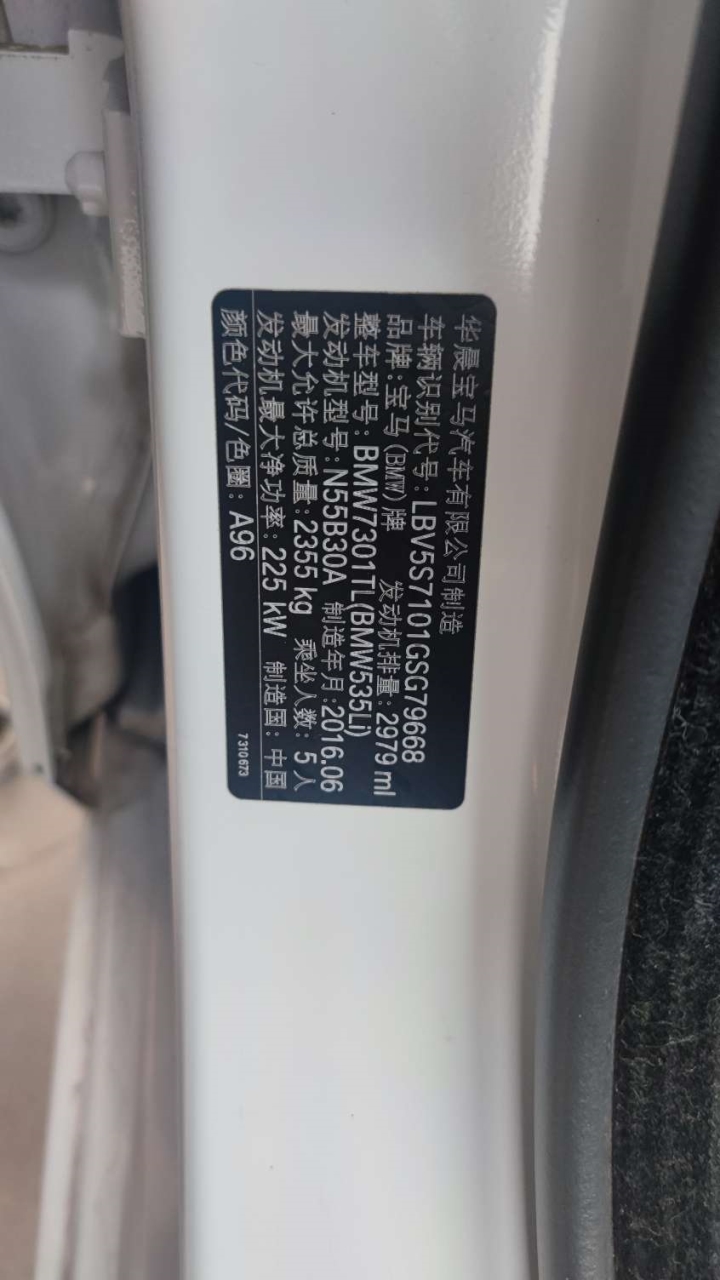 华晨宝马汽车有限公司制造
车辆识别代号: LBV5S7101GSG79668
品牌: 宝马(BMW)牌 发动机排量: 2979 ml
整车型号: BMW7301TL(BMW535Li)
发动机型号: N55B30A 制造年月: 2016.06
最大允许总质量: 2355 kg 乘坐人数: 5 人
发动机最大净功率: 225 kW 制造国: 中国
颜色代码/色圈: A96
7310673